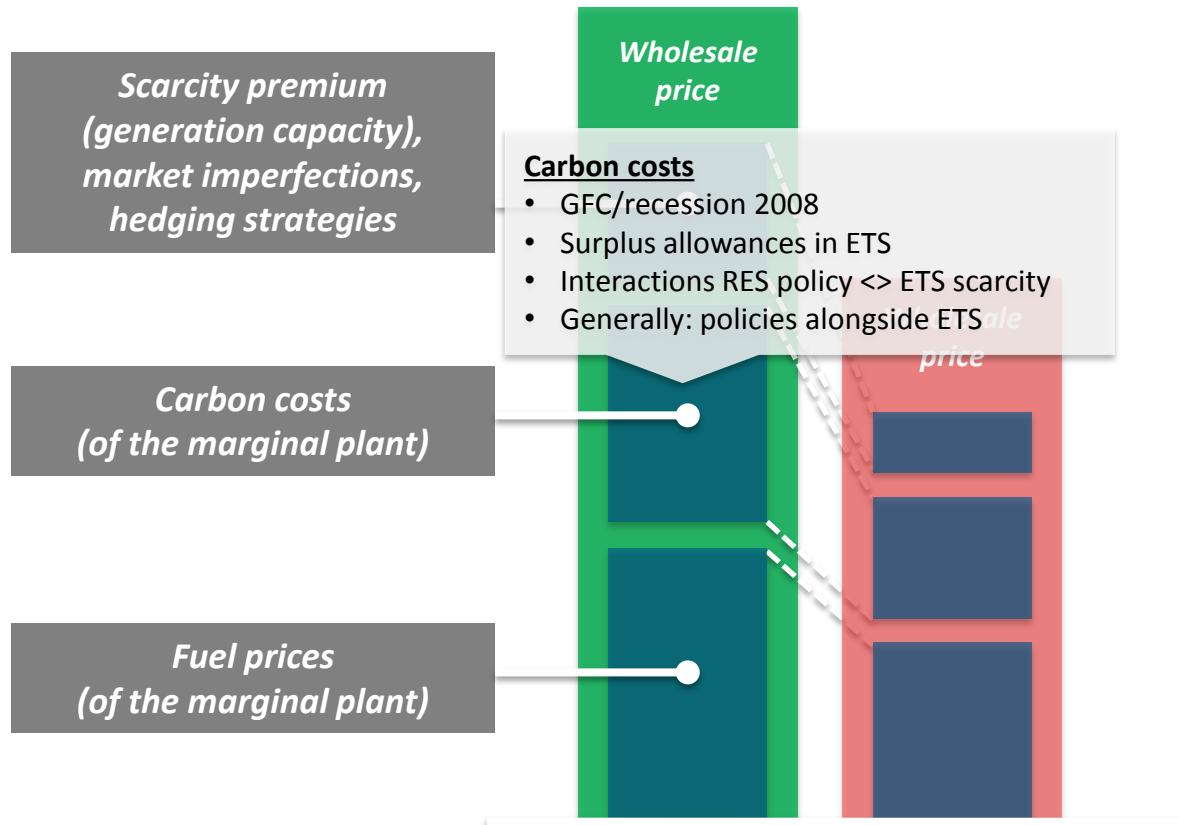 Scarcity premium
(generation capacity),
market imperfections,
hedging strategies
Wholesale
price
Carbon costs
• GFC/recession 2008
• Surplus allowances in ETS
• Interactions RES policy <> ETS scarcity
• Generally: policies alongside ETS
Wholesale
price
Carbon costs
(of the marginal plant)
Fuel prices
(of the marginal plant)